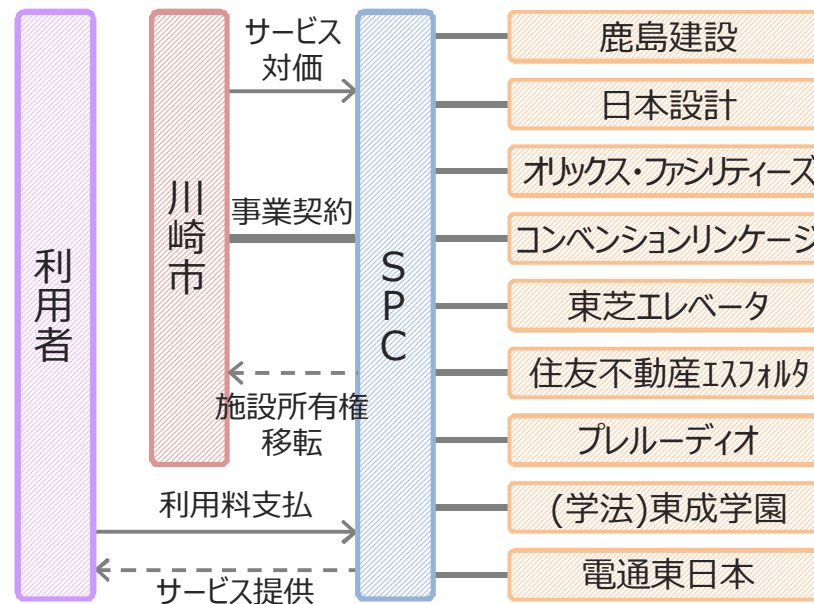 利用者
川崎市
サービス
対価
事業契約
施設所有権
移転
利用料支払
サービス提供
SPC
鹿島建設
日本設計
オリックス・ファシリティーズ
コンベンションリンケージ
東芝エレベータ
住友不動産ｴｽﾌｫﾙﾀ
プレルーディオ
(学法)東成学園
電通東日本